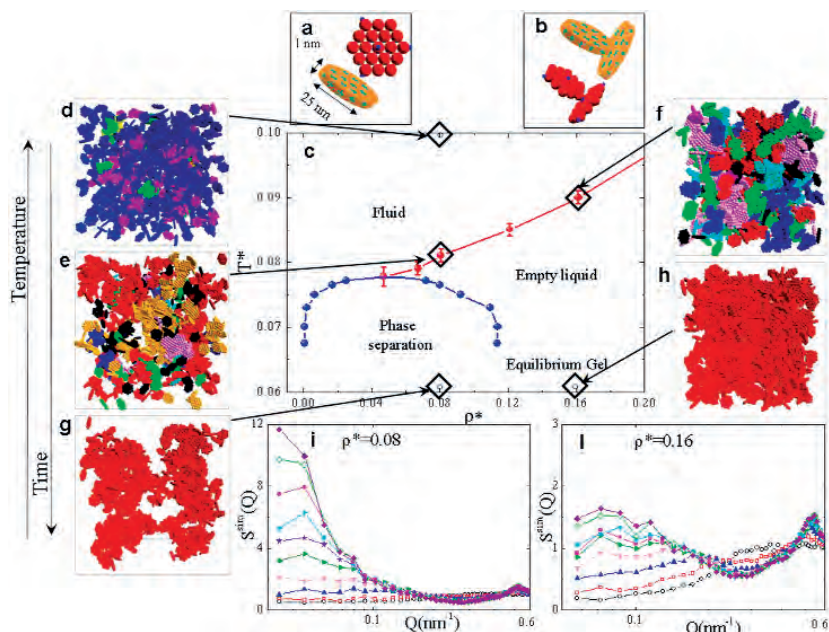 a
1 nm
25 nm
b
d
c
f
0.10
0.08
0.07
0.06
T*
Fluid
Empty liquid
Phase
separation
Equilibrium Gel
0.00 0.04 0.08 0.12 0.16 0.20
ρ*
Temperature
Time
e
h
g
i ρ*=0.08
12
8
4
0
S^sim(Q)
0.1 0.6
Q(nm⁻¹)
l ρ*=0.16
3
2
1
0
S^sim(Q)
0.1 0.6
Q(nm⁻¹)